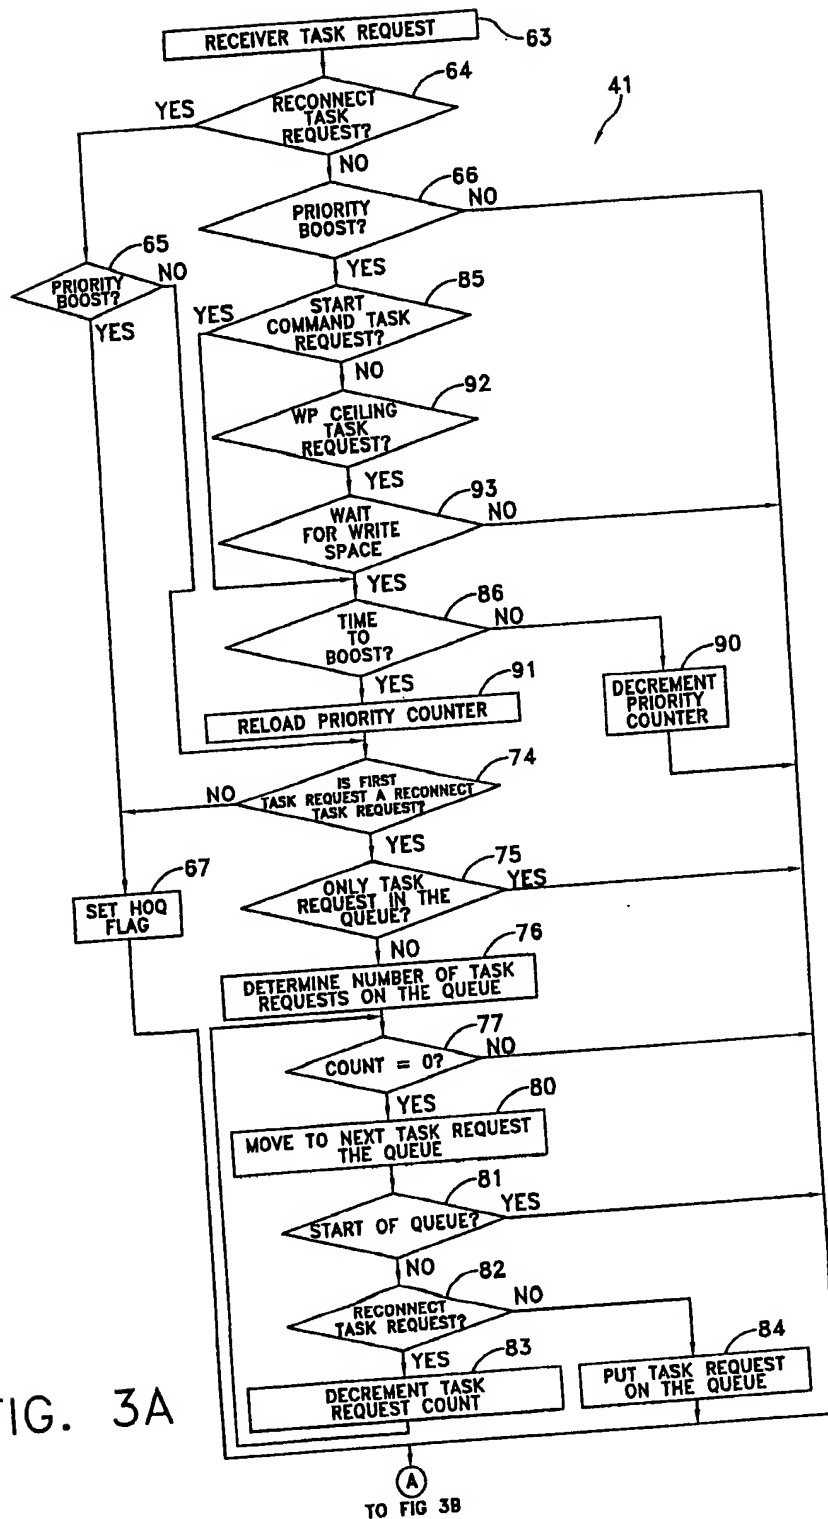 RECEIVER TASK REQUEST
63
64
41
YES
RECONNECT
TASK
REQUEST?
NO
66
NO
PRIORITY
BOOST?
65
NO
PRIORITY
BOOST?
YES
YES
85
YES
START
COMMAND TASK
REQUEST?
NO
92
WP CEILING
TASK
REQUEST?
YES
93
NO
WAIT
FOR WRITE
SPACE
YES
86
NO
TIME
TO
BOOST?
90
DECREMENT
PRIORITY
COUNTER
YES
91
RELOAD PRIORITY COUNTER
74
NO
IS FIRST
TASK REQUEST A RECONNECT
TASK REQUEST?
YES
75
YES
ONLY TASK
REQUEST IN THE
QUEUE?
67
SET HOQ
FLAG
NO
76
DETERMINE NUMBER OF TASK
REQUESTS ON THE QUEUE
77
NO
COUNT = 0?
YES
80
MOVE TO NEXT TASK REQUEST
THE QUEUE
81
YES
START OF QUEUE?
NO
82
NO
RECONNECT
TASK REQUEST?
YES
83
84
DECREMENT TASK
REQUEST COUNT
PUT TASK REQUEST
ON THE QUEUE
FIG. 3A
A
TO FIG 3B